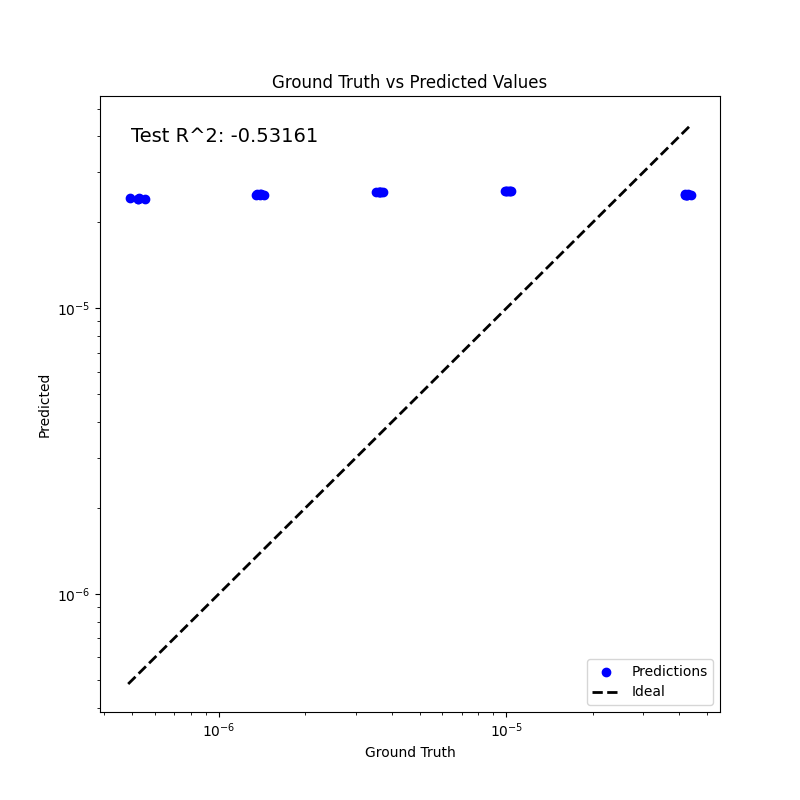 Ground Truth vs Predicted Values
Test R^2: -0.53161
10⁻⁵
10⁻⁶
Predicted
10⁻⁶
10⁻⁵
Ground Truth
Predictions
Ideal